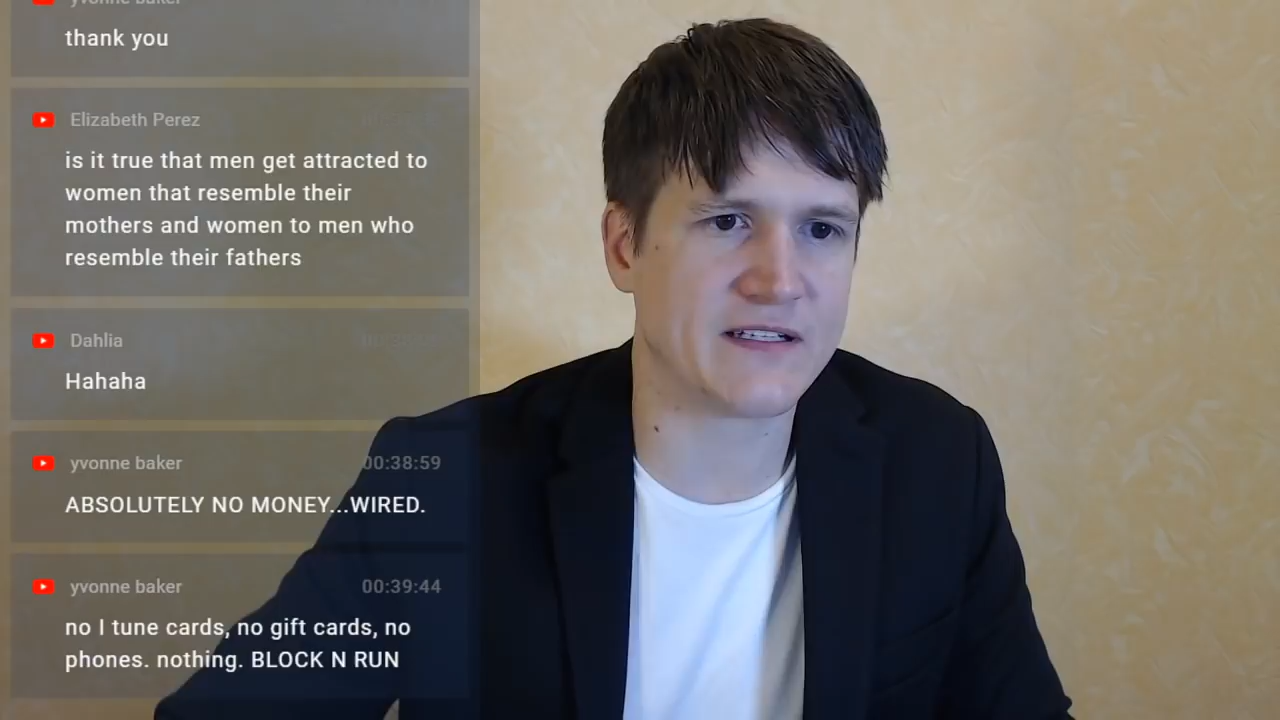 yvonne baker
thank you
Elizabeth Perez
is it true that men get attracted to
women that resemble their
mothers and women to men who
resemble their fathers
Dahlia
Hahaha
yvonne baker 00:38:59
ABSOLUTELY NO MONEY...WIRED.
yvonne baker 00:39:44
no I tune cards, no gift cards, no
phones. nothing. BLOCK N RUN